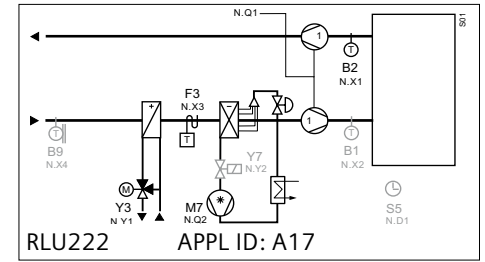 N.Q1
S01
1
T
B2
N.X1
F3
N.X3
+
−
T
1
T
B9
N.X4
T
B1
N.X2
Y7
N.Y2
M
Y3
N.Y1
M7
N.Q2
S5
N.D1
RLU222 APPL ID: A17